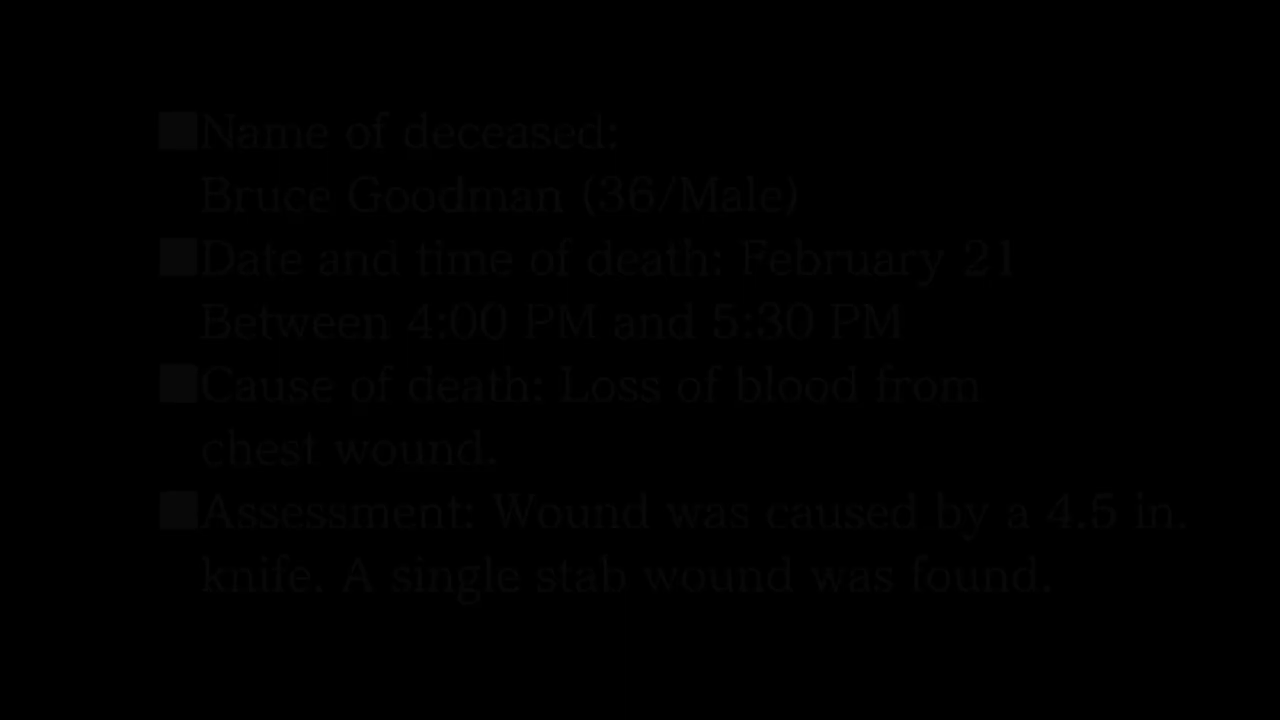 ■Name of deceased:
Bruce Goodman (36/Male)
■Date and time of death: February 21
Between 4:00 PM and 5:30 PM
■Cause of death: Loss of blood from
chest wound.
■Assessment: Wound was caused by a 4.5 in.
knife. A single stab wound was found.